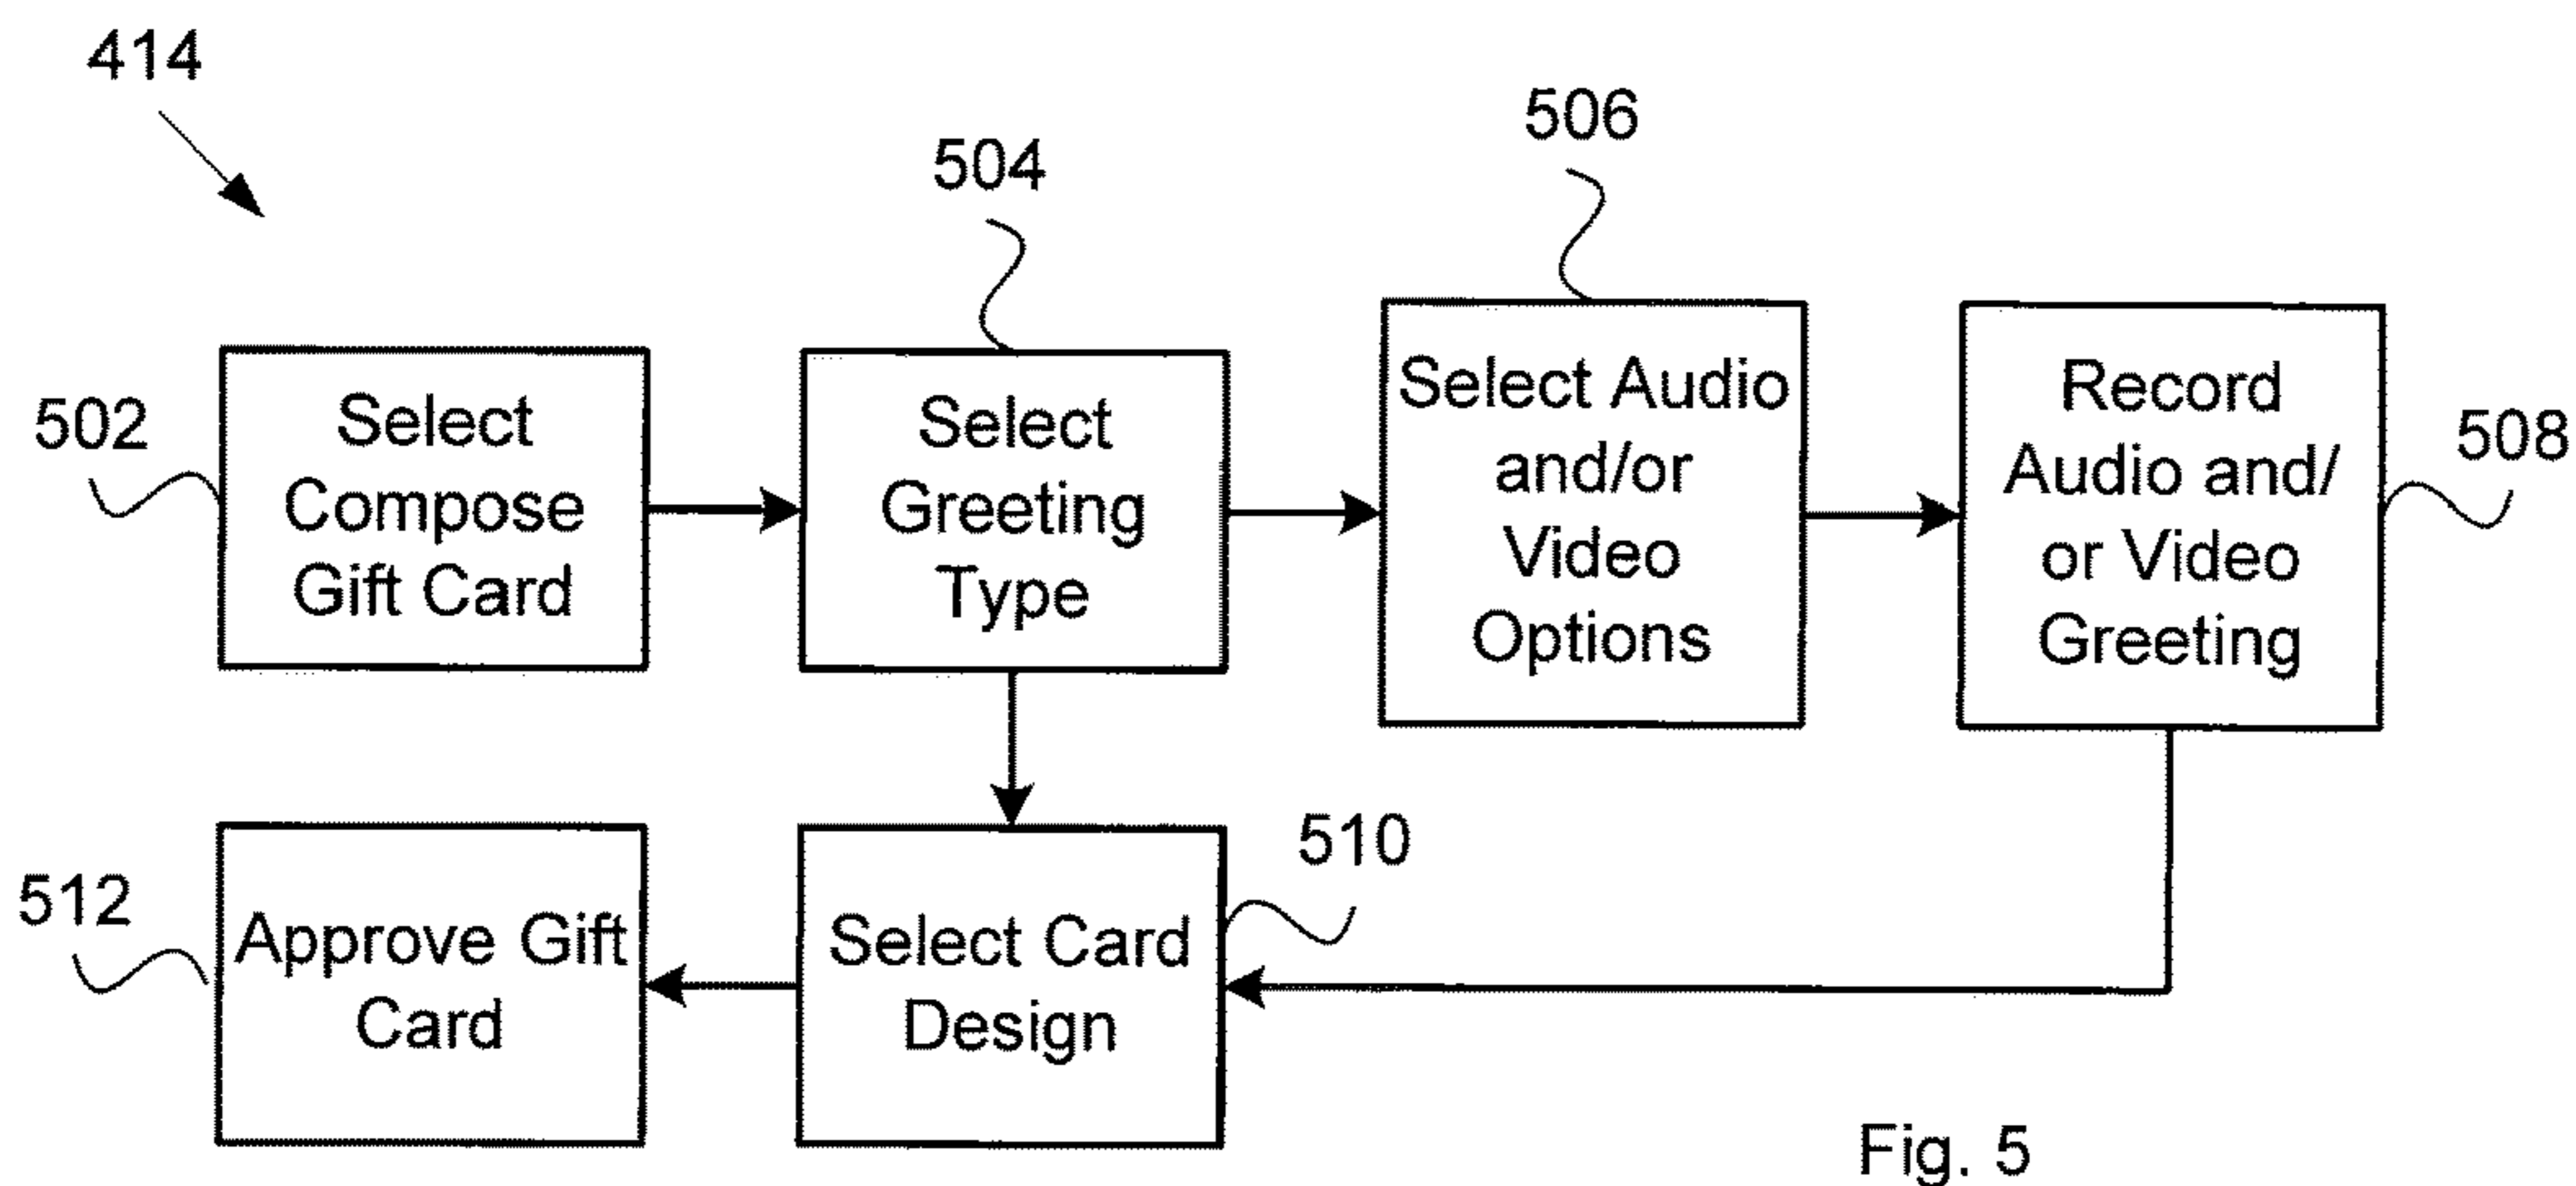 414
502
Select
Compose
Gift Card
504
Select
Greeting
Type
506
Select Audio
and/or
Video
Options
508
Record
Audio and/
or Video
Greeting
510
Select Card
Design
512
Approve Gift
Card
Fig. 5